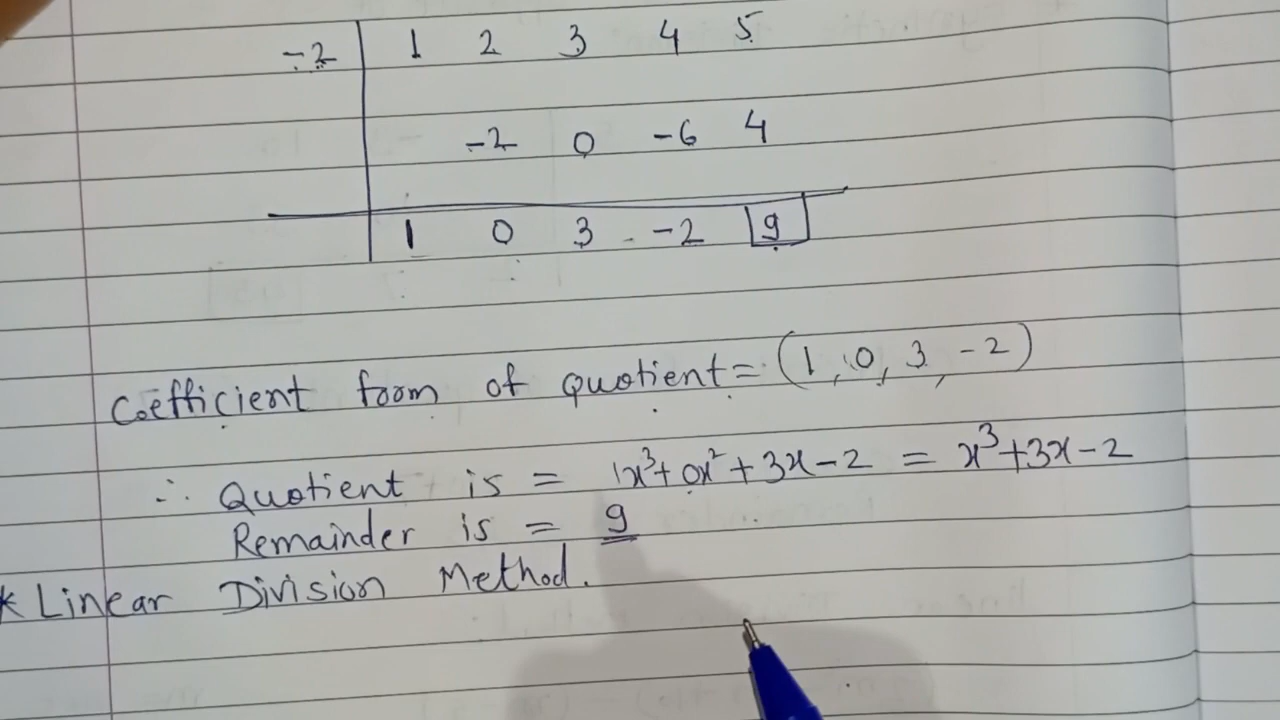 -2 | 1 2 3 4 5
-2 0 -6 4
1 0 3 -2 9
Coefficient form of quotient = (1, 0, 3, -2)
∴ Quotient is = 1x³ + 0x² + 3x - 2 = x³ + 3x - 2
Remainder is = 9
* Linear Division Method.